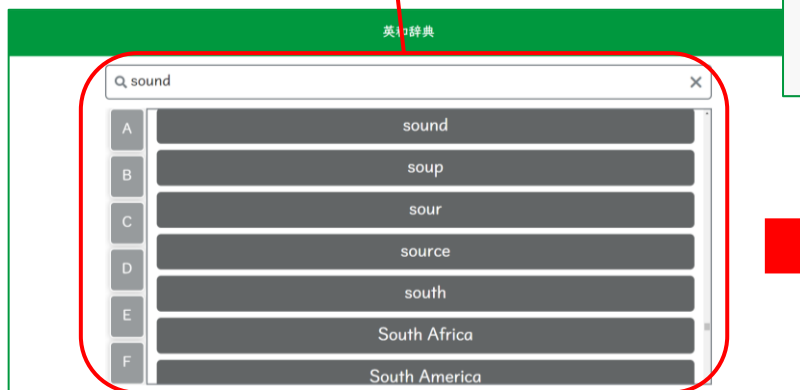 英和辞典
sound
A
sound
B
soup
C
sour
D
source
E
south
South Africa
F
South America